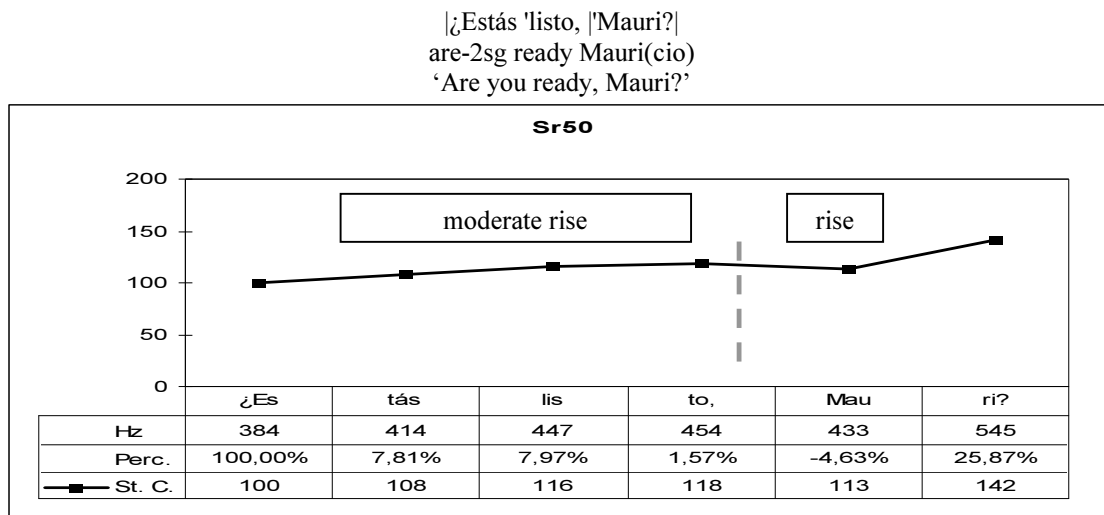 |¿Estás 'listo, |'Mauri?|
are-2sg ready Mauri(cio)
‘Are you ready, Mauri?’
Sr50
200
moderate rise rise
150
100
50
0
¿Es tás lis to, Mau ri?
Hz 384 414 447 454 433 545
Perc. 100,00% 7,81% 7,97% 1,57% -4,63% 25,87%
St. C. 100 108 116 118 113 142